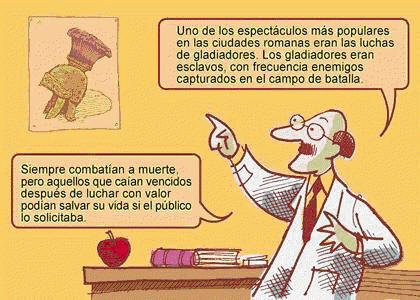 Uno de los espectáculos más populares
en las ciudades romanas eran las luchas
de gladiadores. Los gladiadores eran
esclavos, con frecuencia enemigos
capturados en el campo de batalla.
Siempre combatían a muerte,
pero aquellos que caían vencidos
después de luchar con valor
podían salvar su vida si el público
lo solicitaba.